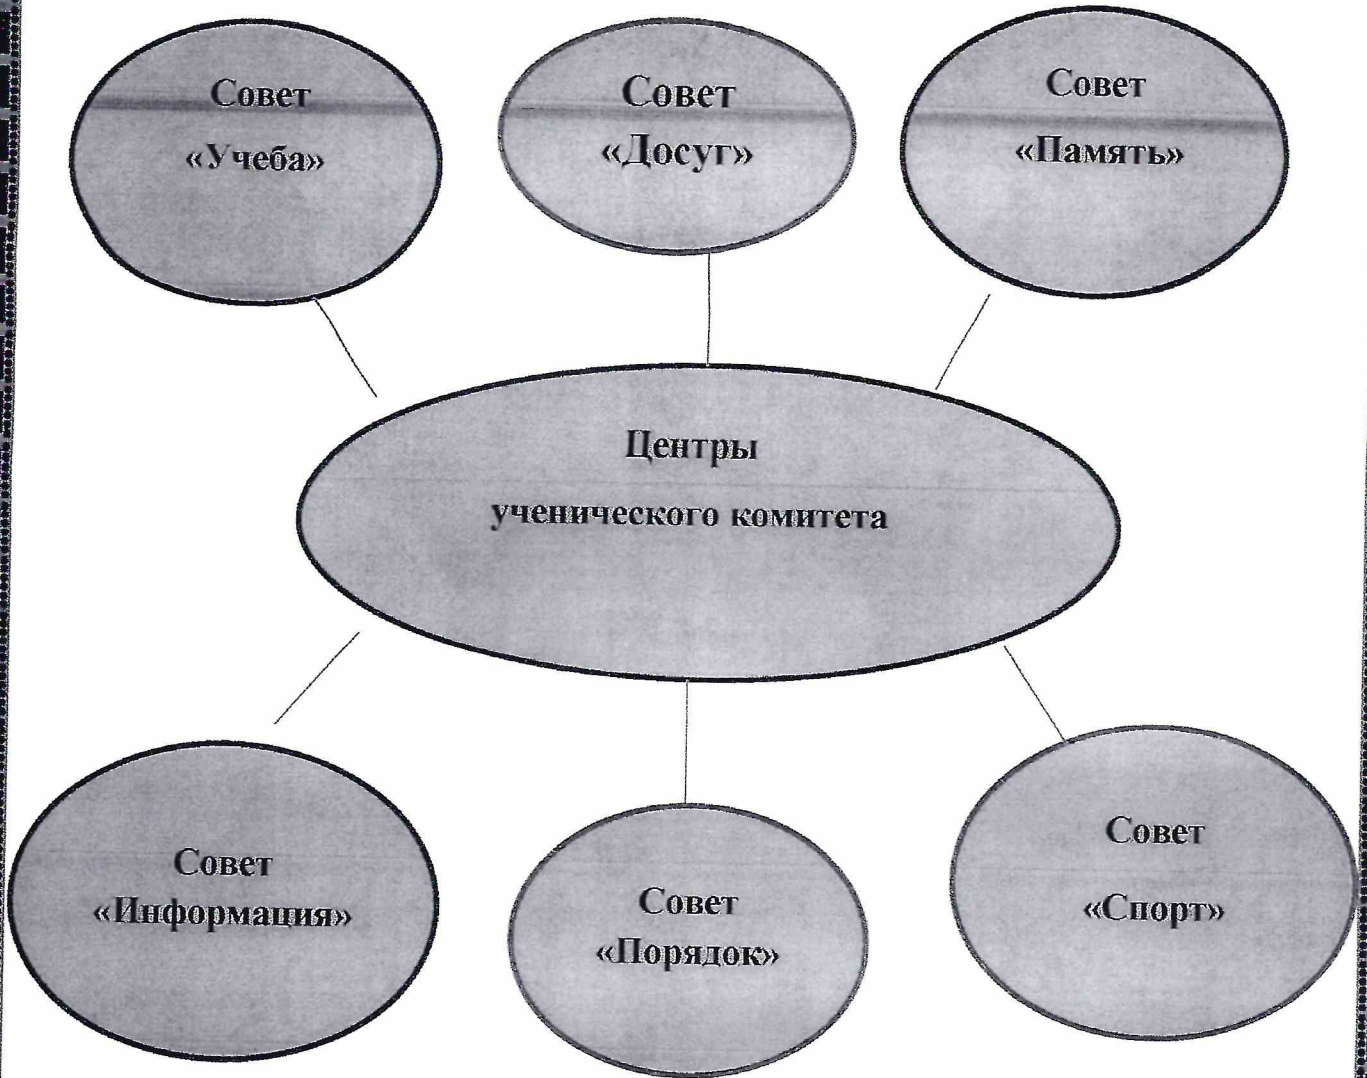 Совет
«Учеба»
Совет
«Досуг»
Совет
«Память»
Центры
ученического комитета
Совет
«Информация»
Совет
«Порядок»
Совет
«Спорт»